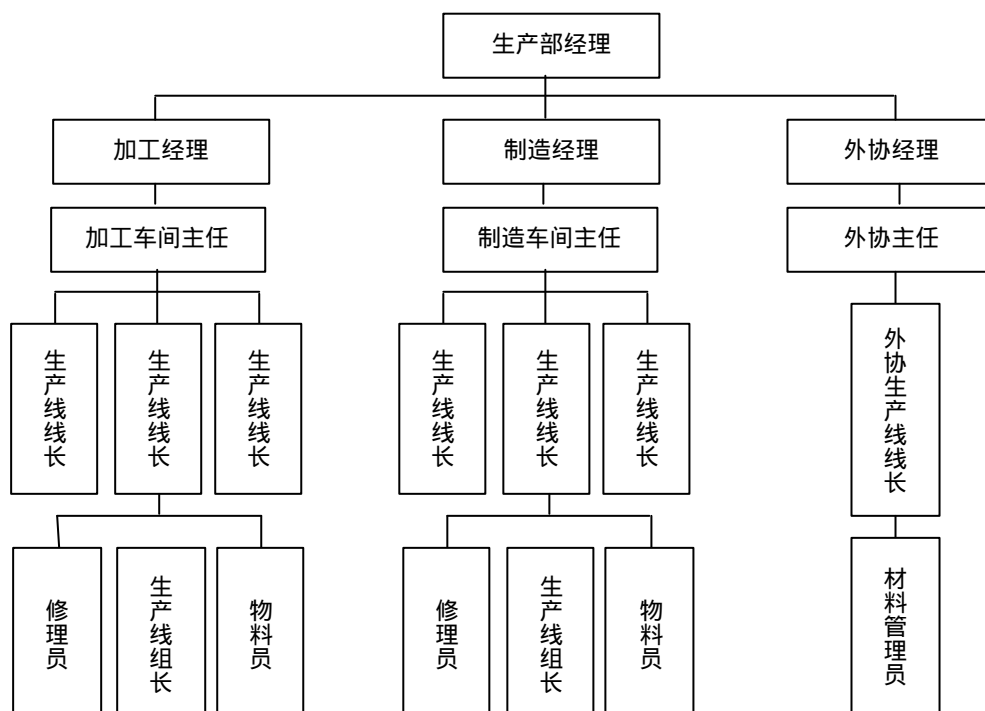 生产部经理
加工经理
制造经理
外协经理
加工车间主任
制造车间主任
外协主任
生产线线长
生产线线长
生产线线长
生产线线长
生产线线长
生产线线长
外协生产线线长
修理员
生产线组长
物料员
修理员
生产线组长
物料员
材料管理员